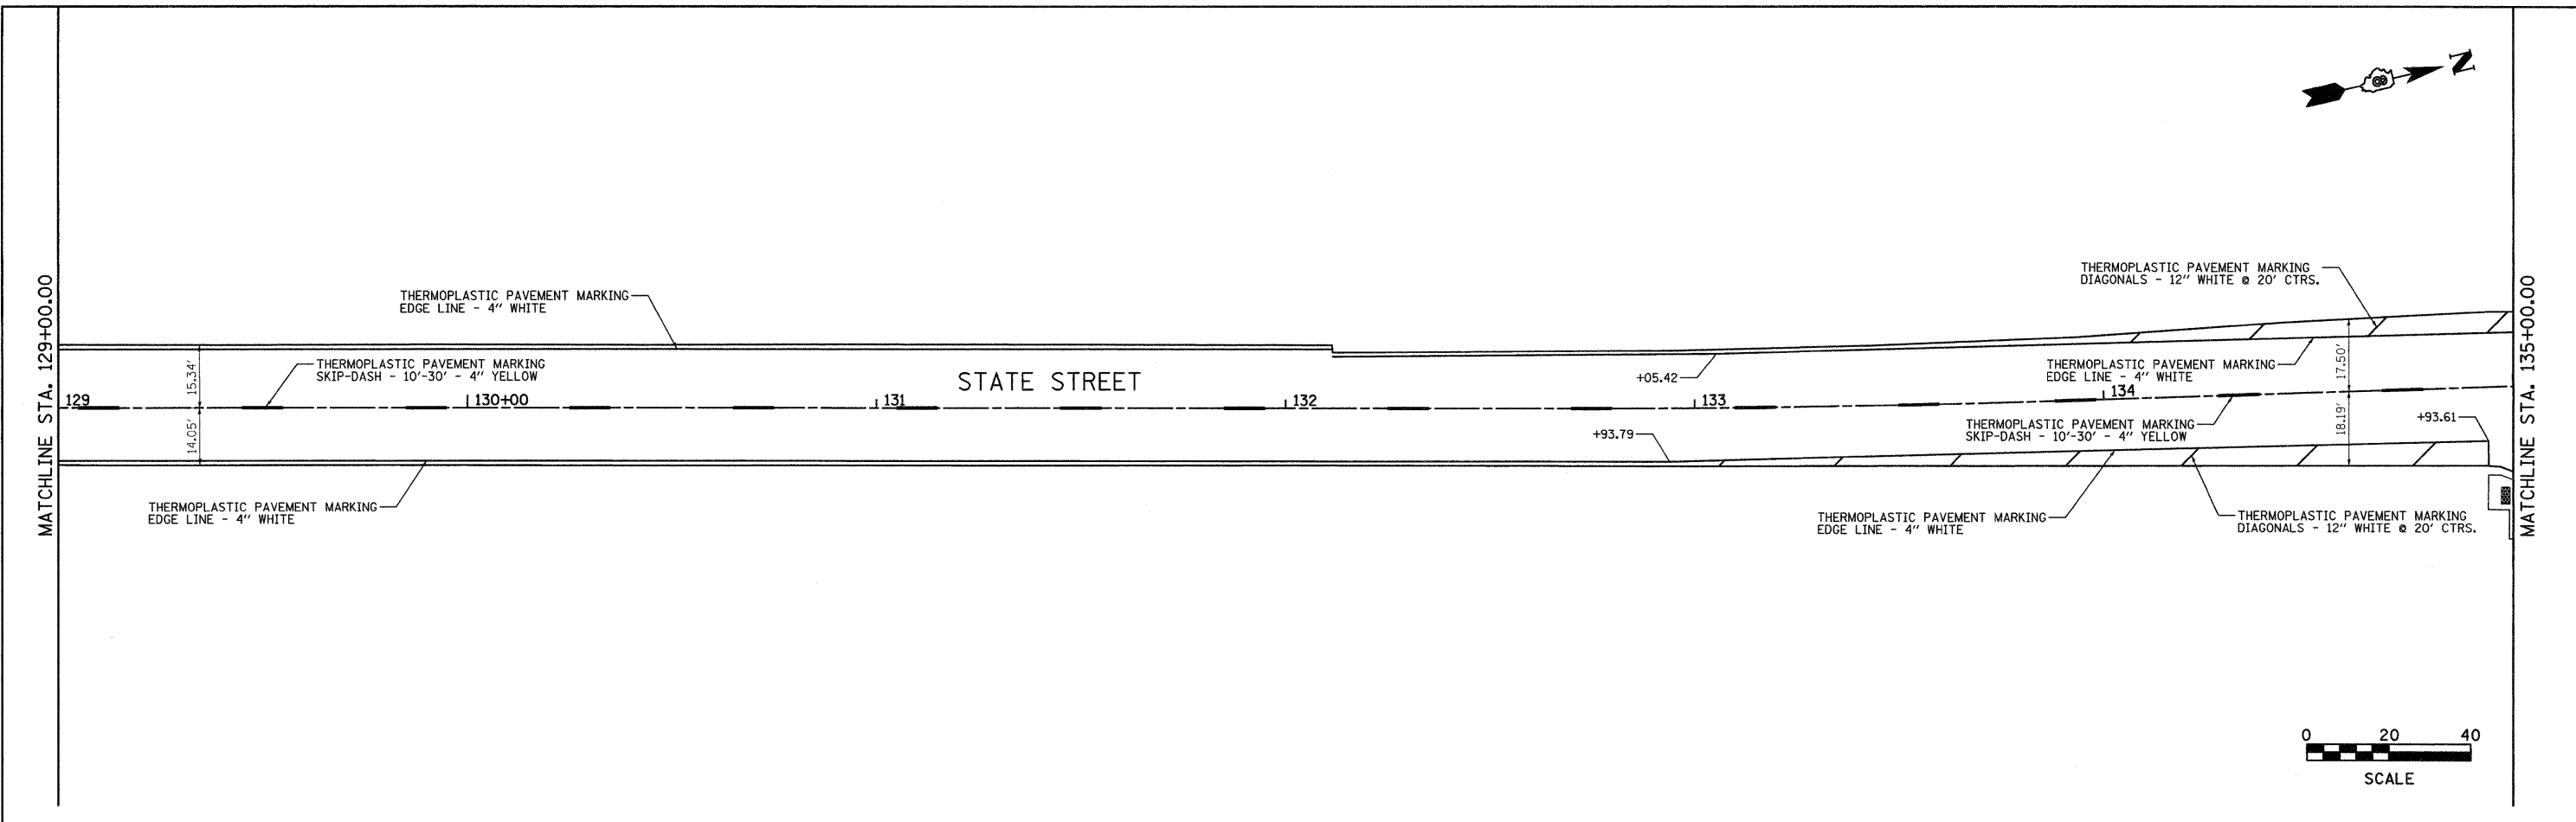 N
MATCHLINE STA. 129+00.00
MATCHLINE STA. 135+00.00
THERMOPLASTIC PAVEMENT MARKING
DIAGONALS - 12" WHITE @ 20' CTRS.
THERMOPLASTIC PAVEMENT MARKING
EDGE LINE - 4" WHITE
THERMOPLASTIC PAVEMENT MARKING
SKIP-DASH - 10'-30' - 4" YELLOW
15.34'
STATE STREET
+05.42
THERMOPLASTIC PAVEMENT MARKING
EDGE LINE - 4" WHITE
17.50'
129
130+00
131
132
133
134
14.05'
+93.79
THERMOPLASTIC PAVEMENT MARKING
SKIP-DASH - 10'-30' - 4" YELLOW
18.19'
+93.61
THERMOPLASTIC PAVEMENT MARKING
EDGE LINE - 4" WHITE
THERMOPLASTIC PAVEMENT MARKING
EDGE LINE - 4" WHITE
THERMOPLASTIC PAVEMENT MARKING
DIAGONALS - 12" WHITE @ 20' CTRS.
0 20 40
SCALE